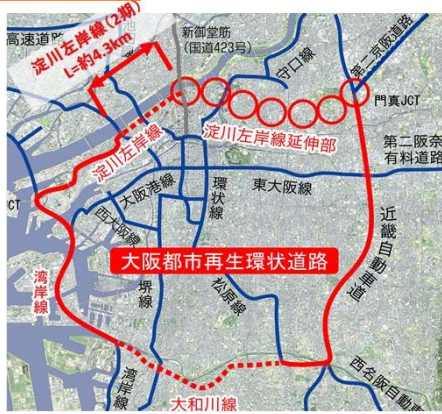 高速道路
淀川左岸線(2期)
L=約4.3km
新御堂筋
(国道423号)
守口線
第二京阪道路
門真JCT
淀川左岸線
淀川左岸線延伸部
第二阪奈
有料道路
大阪港線
環状線
東大阪線
CT
西大阪線
大阪都市再生環状道路
近畿自動車道
湾岸線
堺線
松原線
湾岸線
大和川線
西名阪自動車